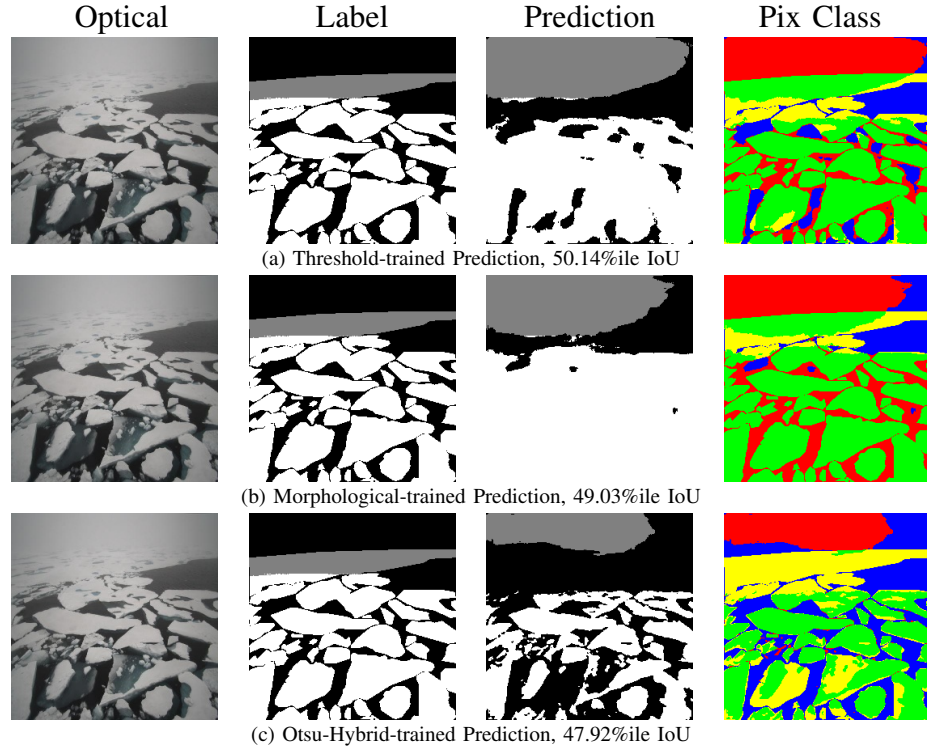 Optical Label Prediction Pix Class
(a) Threshold-trained Prediction, 50.14%ile IoU
(b) Morphological-trained Prediction, 49.03%ile IoU
(c) Otsu-Hybrid-trained Prediction, 47.92%ile IoU